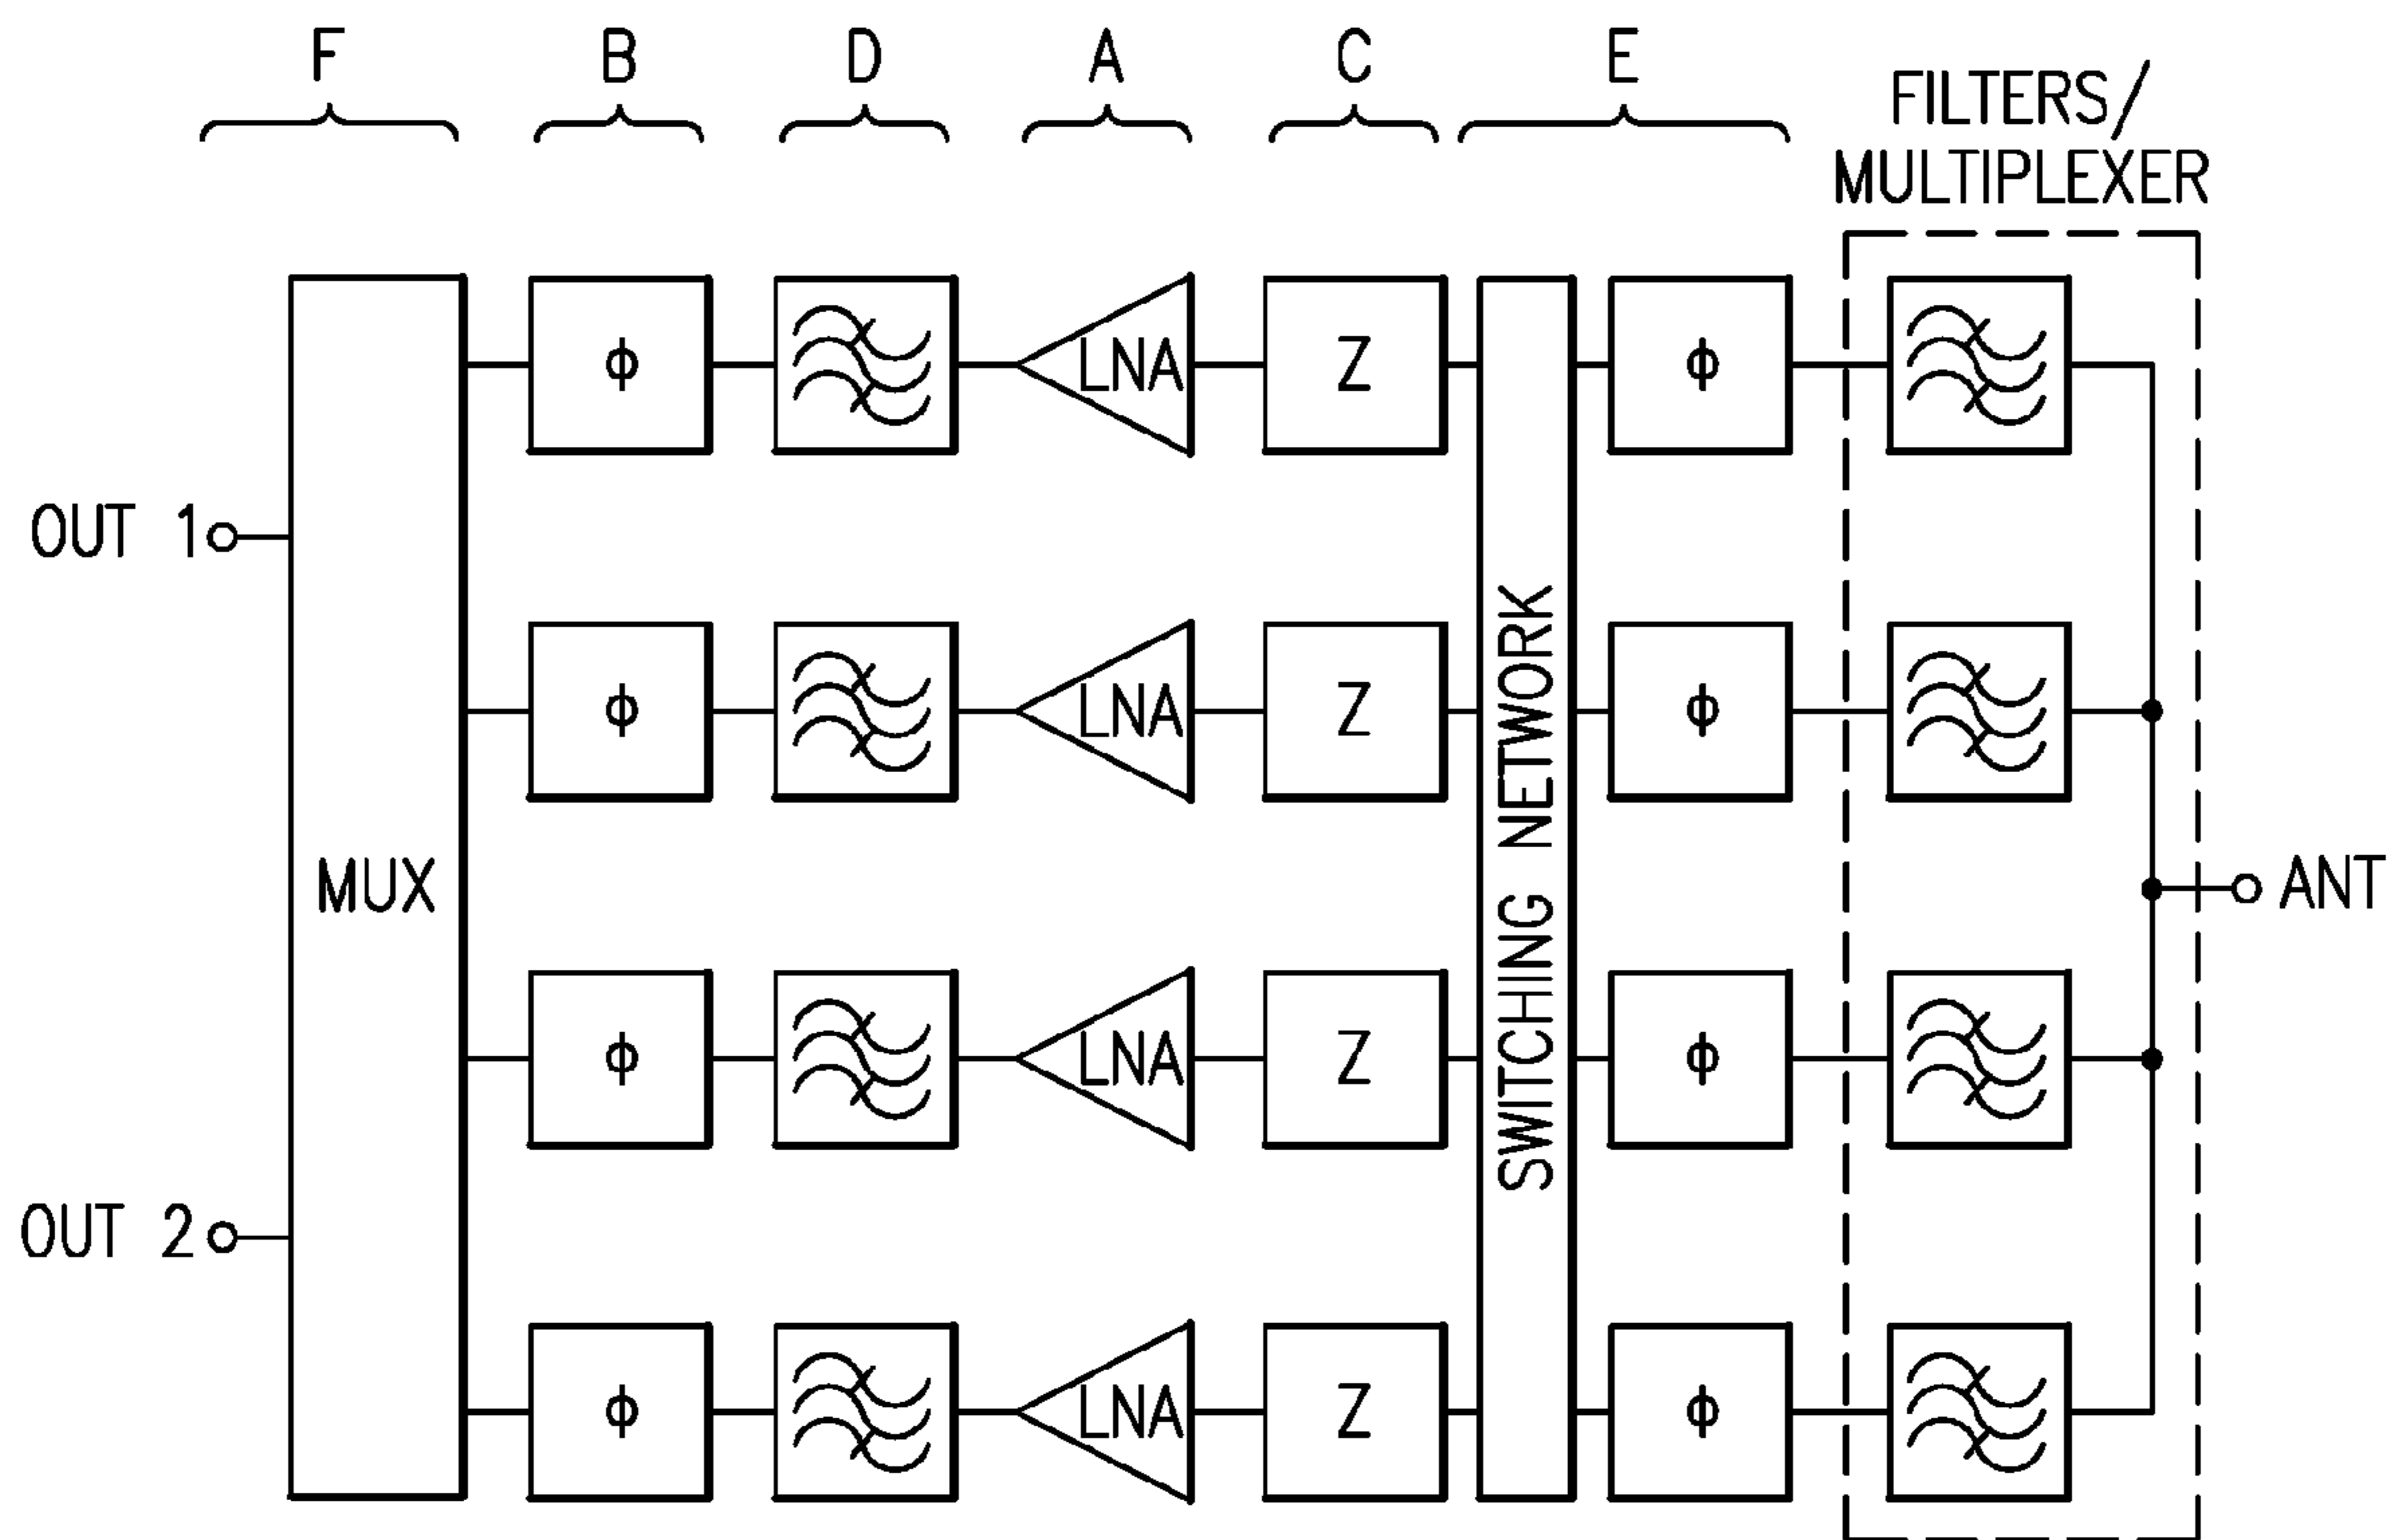 F B D A C E
FILTERS/
MULTIPLEXER
ϕ LNA Z ϕ
OUT 1
ϕ LNA Z ϕ
SWITCHING NETWORK
MUX
ANT
ϕ LNA Z ϕ
OUT 2
ϕ LNA Z ϕ